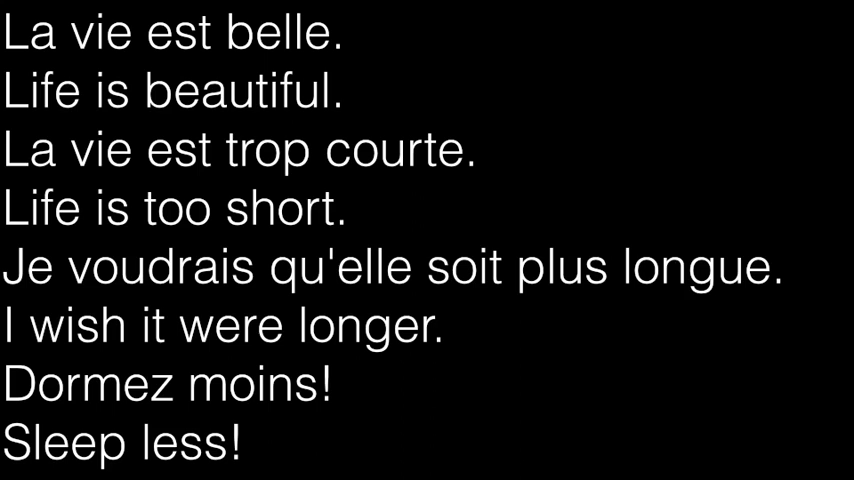 La vie est belle.
Life is beautiful.
La vie est trop courte.
Life is too short.
Je voudrais qu'elle soit plus longue.
I wish it were longer.
Dormez moins!
Sleep less!